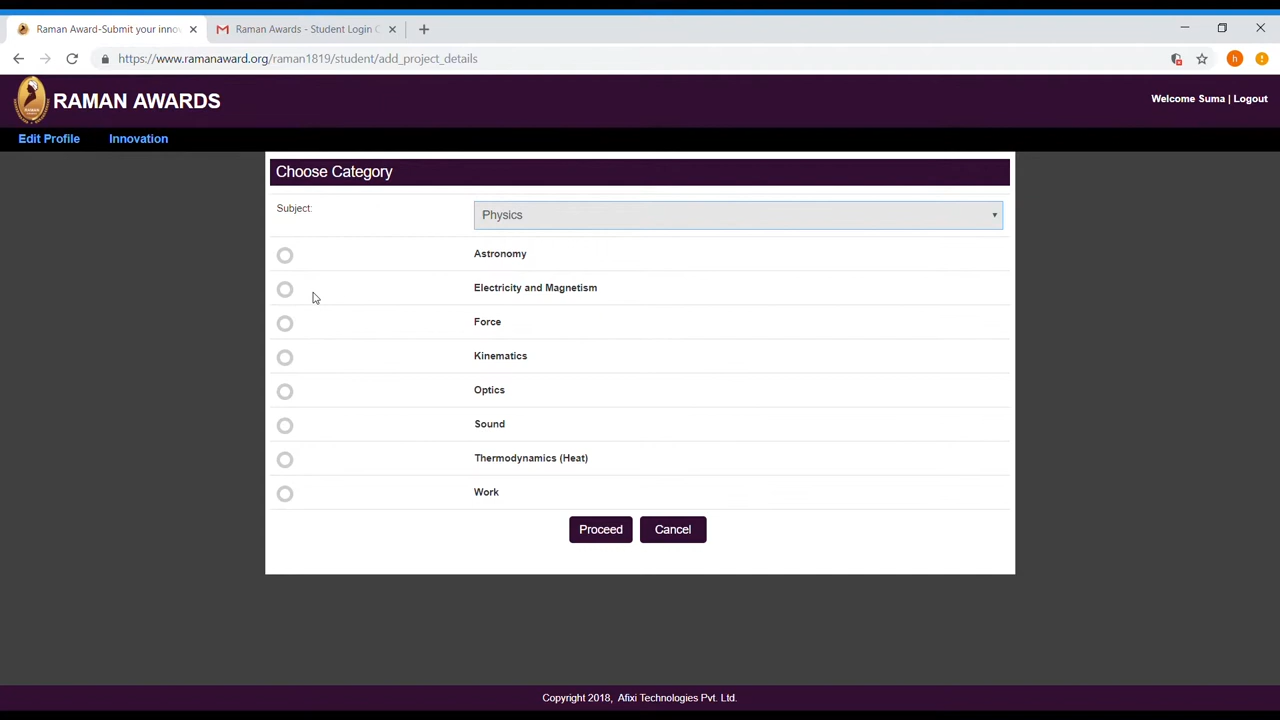 Raman Award-Submit your inno
Raman Awards - Student Login
https://www.ramanaward.org/raman1819/student/add_project_details
h
RAMAN AWARDS
Welcome Suma | Logout
Edit Profile
Innovation
Choose Category
Subject:
Physics
Astronomy
Electricity and Magnetism
Force
Kinematics
Optics
Sound
Thermodynamics (Heat)
Work
Proceed
Cancel
Copyright 2018, Afixi Technologies Pvt. Ltd.